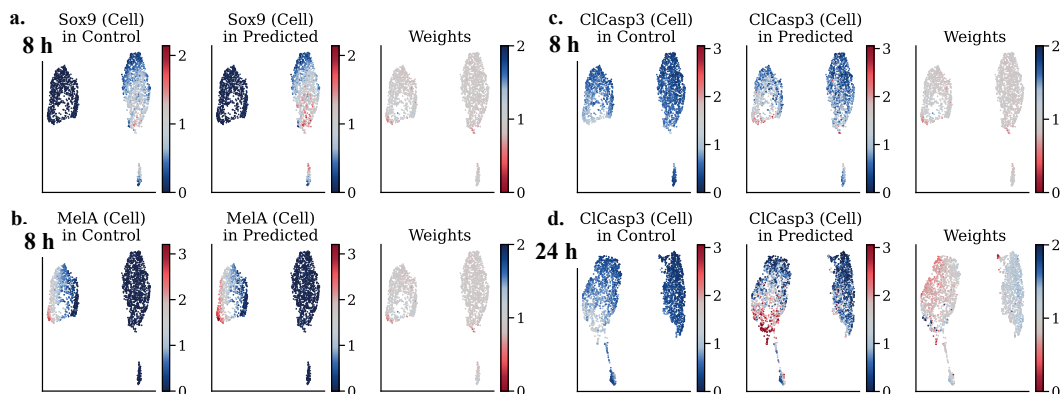 a.
8 h
Sox9 (Cell)
in Control
2
1
0
Sox9 (Cell)
in Predicted
2
1
0
Weights
2
1
0
c.
8 h
ClCasp3 (Cell)
in Control
3
2
1
0
ClCasp3 (Cell)
in Predicted
3
2
1
0
Weights
2
1
0
b.
8 h
MelA (Cell)
in Control
3
2
1
0
MelA (Cell)
in Predicted
3
2
1
0
Weights
2
1
0
d.
24 h
ClCasp3 (Cell)
in Control
3
2
1
0
ClCasp3 (Cell)
in Predicted
3
2
1
0
Weights
2
1
0